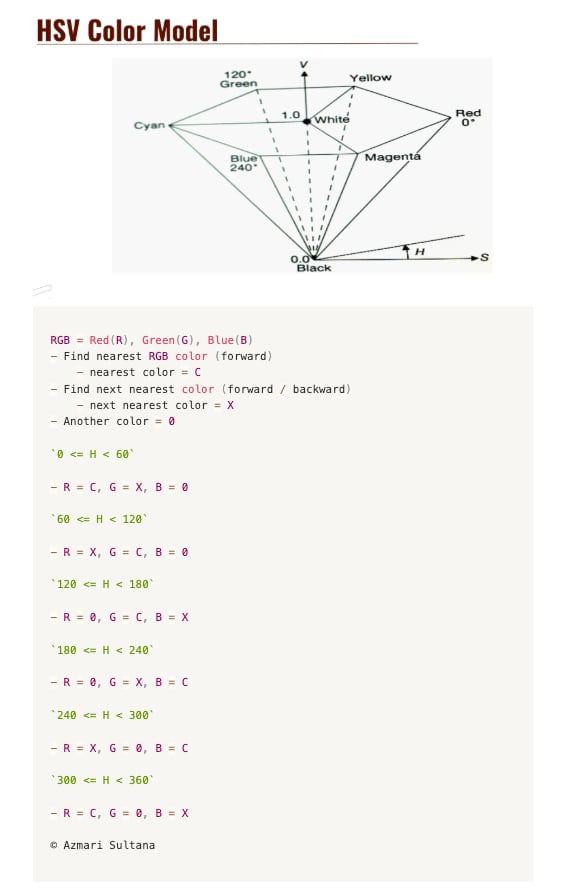 HSV Color Model
V
120°
Green
Yellow
1.0
White
Red
0°
Cyan
Blue
240°
Magenta
H
S
0.0
Black
RGB = Red(R), Green(G), Blue(B)
– Find nearest RGB color (forward)
– nearest color = C
– Find next nearest color (forward / backward)
– next nearest color = X
– Another color = 0
`0 <= H < 60`
– R = C, G = X, B = 0
`60 <= H < 120`
– R = X, G = C, B = 0
`120 <= H < 180`
– R = 0, G = C, B = X
`180 <= H < 240`
– R = 0, G = X, B = C
`240 <= H < 300`
– R = X, G = 0, B = C
`300 <= H < 360`
– R = C, G = 0, B = X
© Azmari Sultana